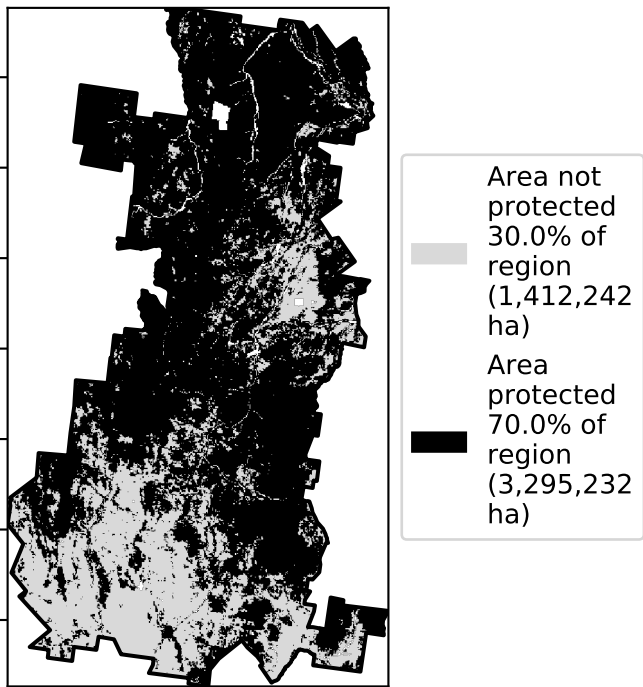 Area not
protected
30.0% of
region
(1,412,242
ha)
Area
protected
70.0% of
region
(3,295,232
ha)